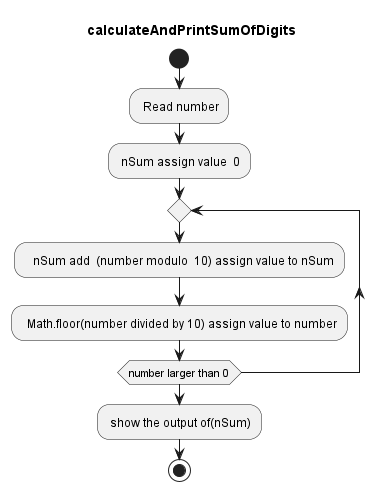 calculateAndPrintSumOfDigits
Read number
nSum assign value  0
nSum add  (number modulo  10) assign value to nSum
Math.floor(number divided by 10) assign value to number
number larger than 0
show the output of(nSum)